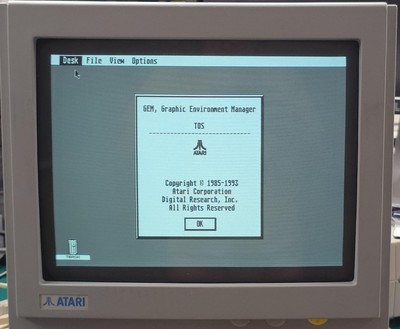 Desk File View Options
GEM, Graphic Environment Manager
TOS
ATARI
Copyright © 1985-1993
Atari Corporation
Digital Research, Inc.
All Rights Reserved
OK
ATARI